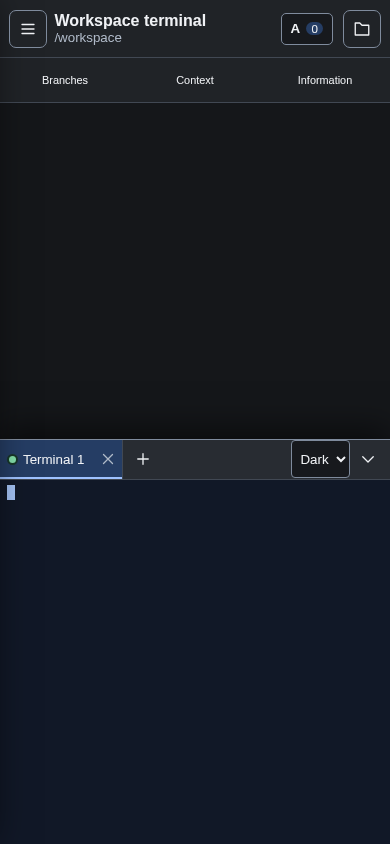 Workspace terminal
/workspace
A 0
Branches Context Information
Terminal 1
Dark